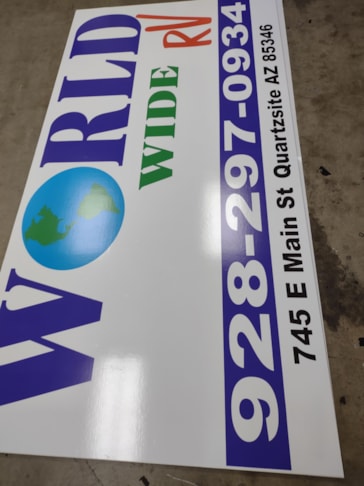 WORLD
WIDE
RV
928-297-0934
745 E Main St Quartzsite AZ 85346